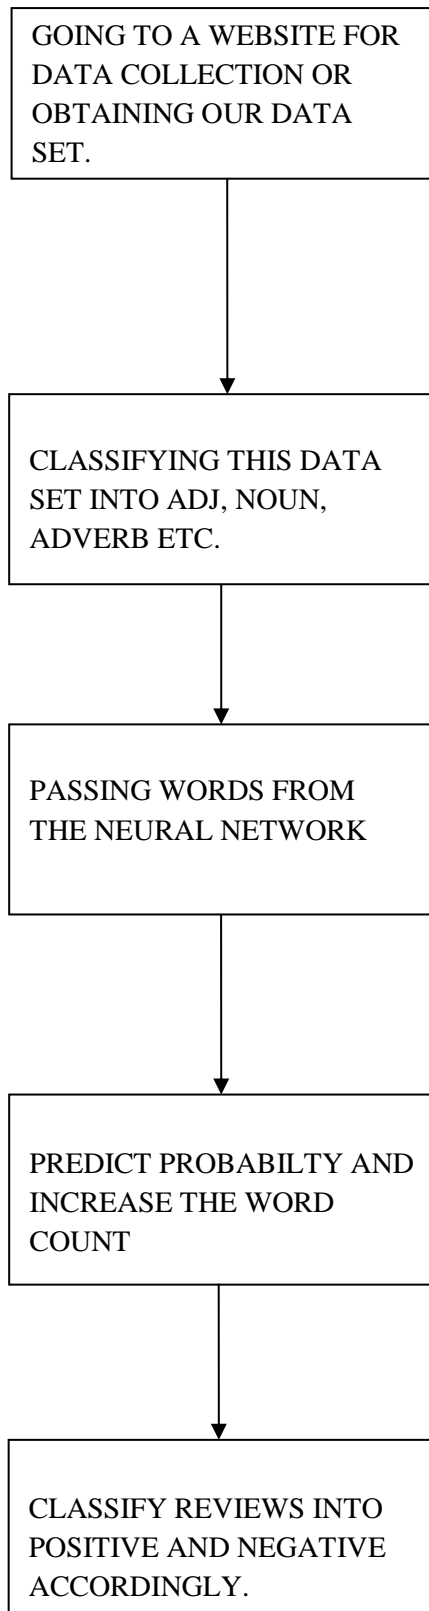 GOING TO A WEBSITE FOR
DATA COLLECTION OR
OBTAINING OUR DATA
SET.
CLASSIFYING THIS DATA
SET INTO ADJ, NOUN,
ADVERB ETC.
PASSING WORDS FROM
THE NEURAL NETWORK
PREDICT PROBABILTY AND
INCREASE THE WORD
COUNT
CLASSIFY REVIEWS INTO
POSITIVE AND NEGATIVE
ACCORDINGLY.